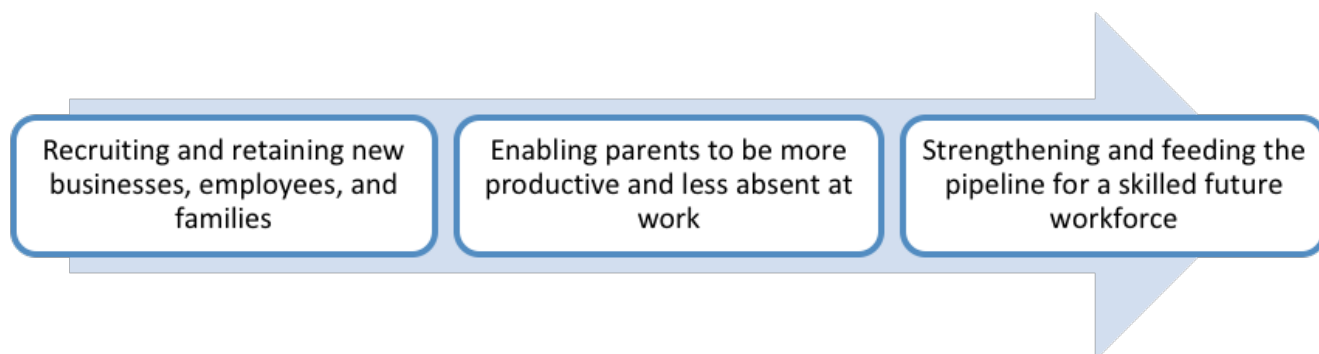 Recruiting and retaining new
businesses, employees, and
families
Enabling parents to be more
productive and less absent at
work
Strengthening and feeding the
pipeline for a skilled future
workforce